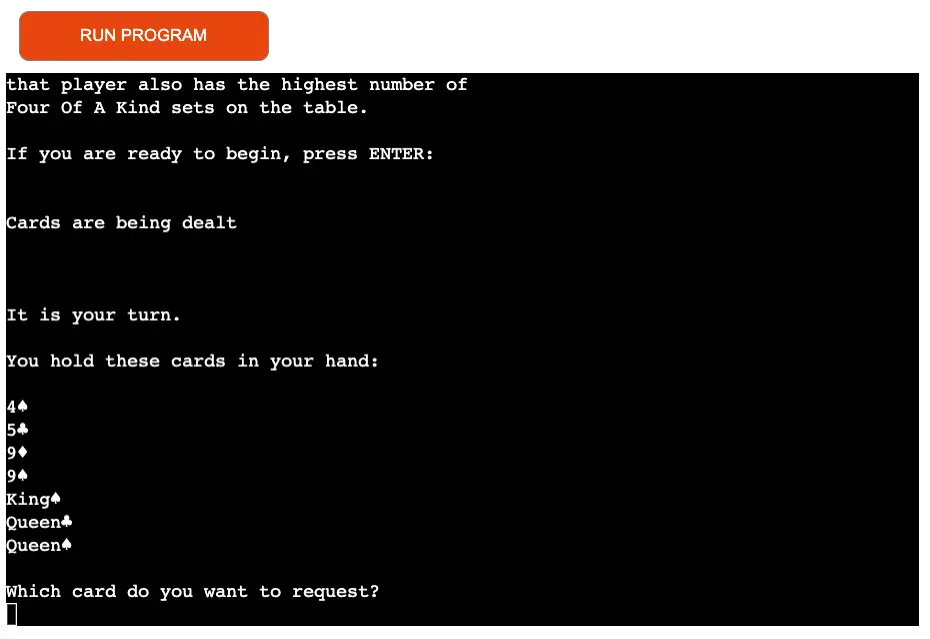 RUN PROGRAM
that player also has the highest number of
Four Of A Kind sets on the table.
If you are ready to begin, press ENTER:
Cards are being dealt
It is your turn.
You hold these cards in your hand:
4♠
5♣
9♦
9♠
King♠
Queen♣
Queen♠
Which card do you want to request?